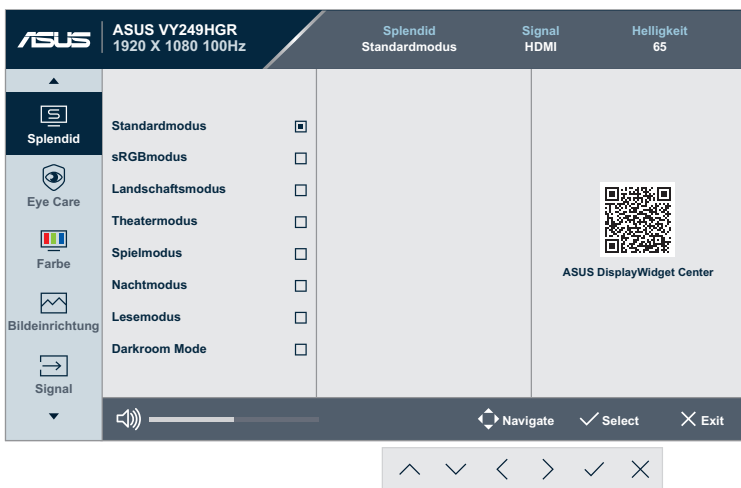 ASUS
ASUS VY249HGR
1920 X 1080 100Hz
Splendid
Standardmodus
Signal
HDMI
Helligkeit
65
Splendid
Eye Care
Farbe
Bildeinrichtung
Signal
Standardmodus
sRGBmodus
Landschaftsmodus
Theatermodus
Spielmodus
Nachtmodus
Lesemodus
Darkroom Mode
ASUS DisplayWidget Center
Navigate
Select
Exit